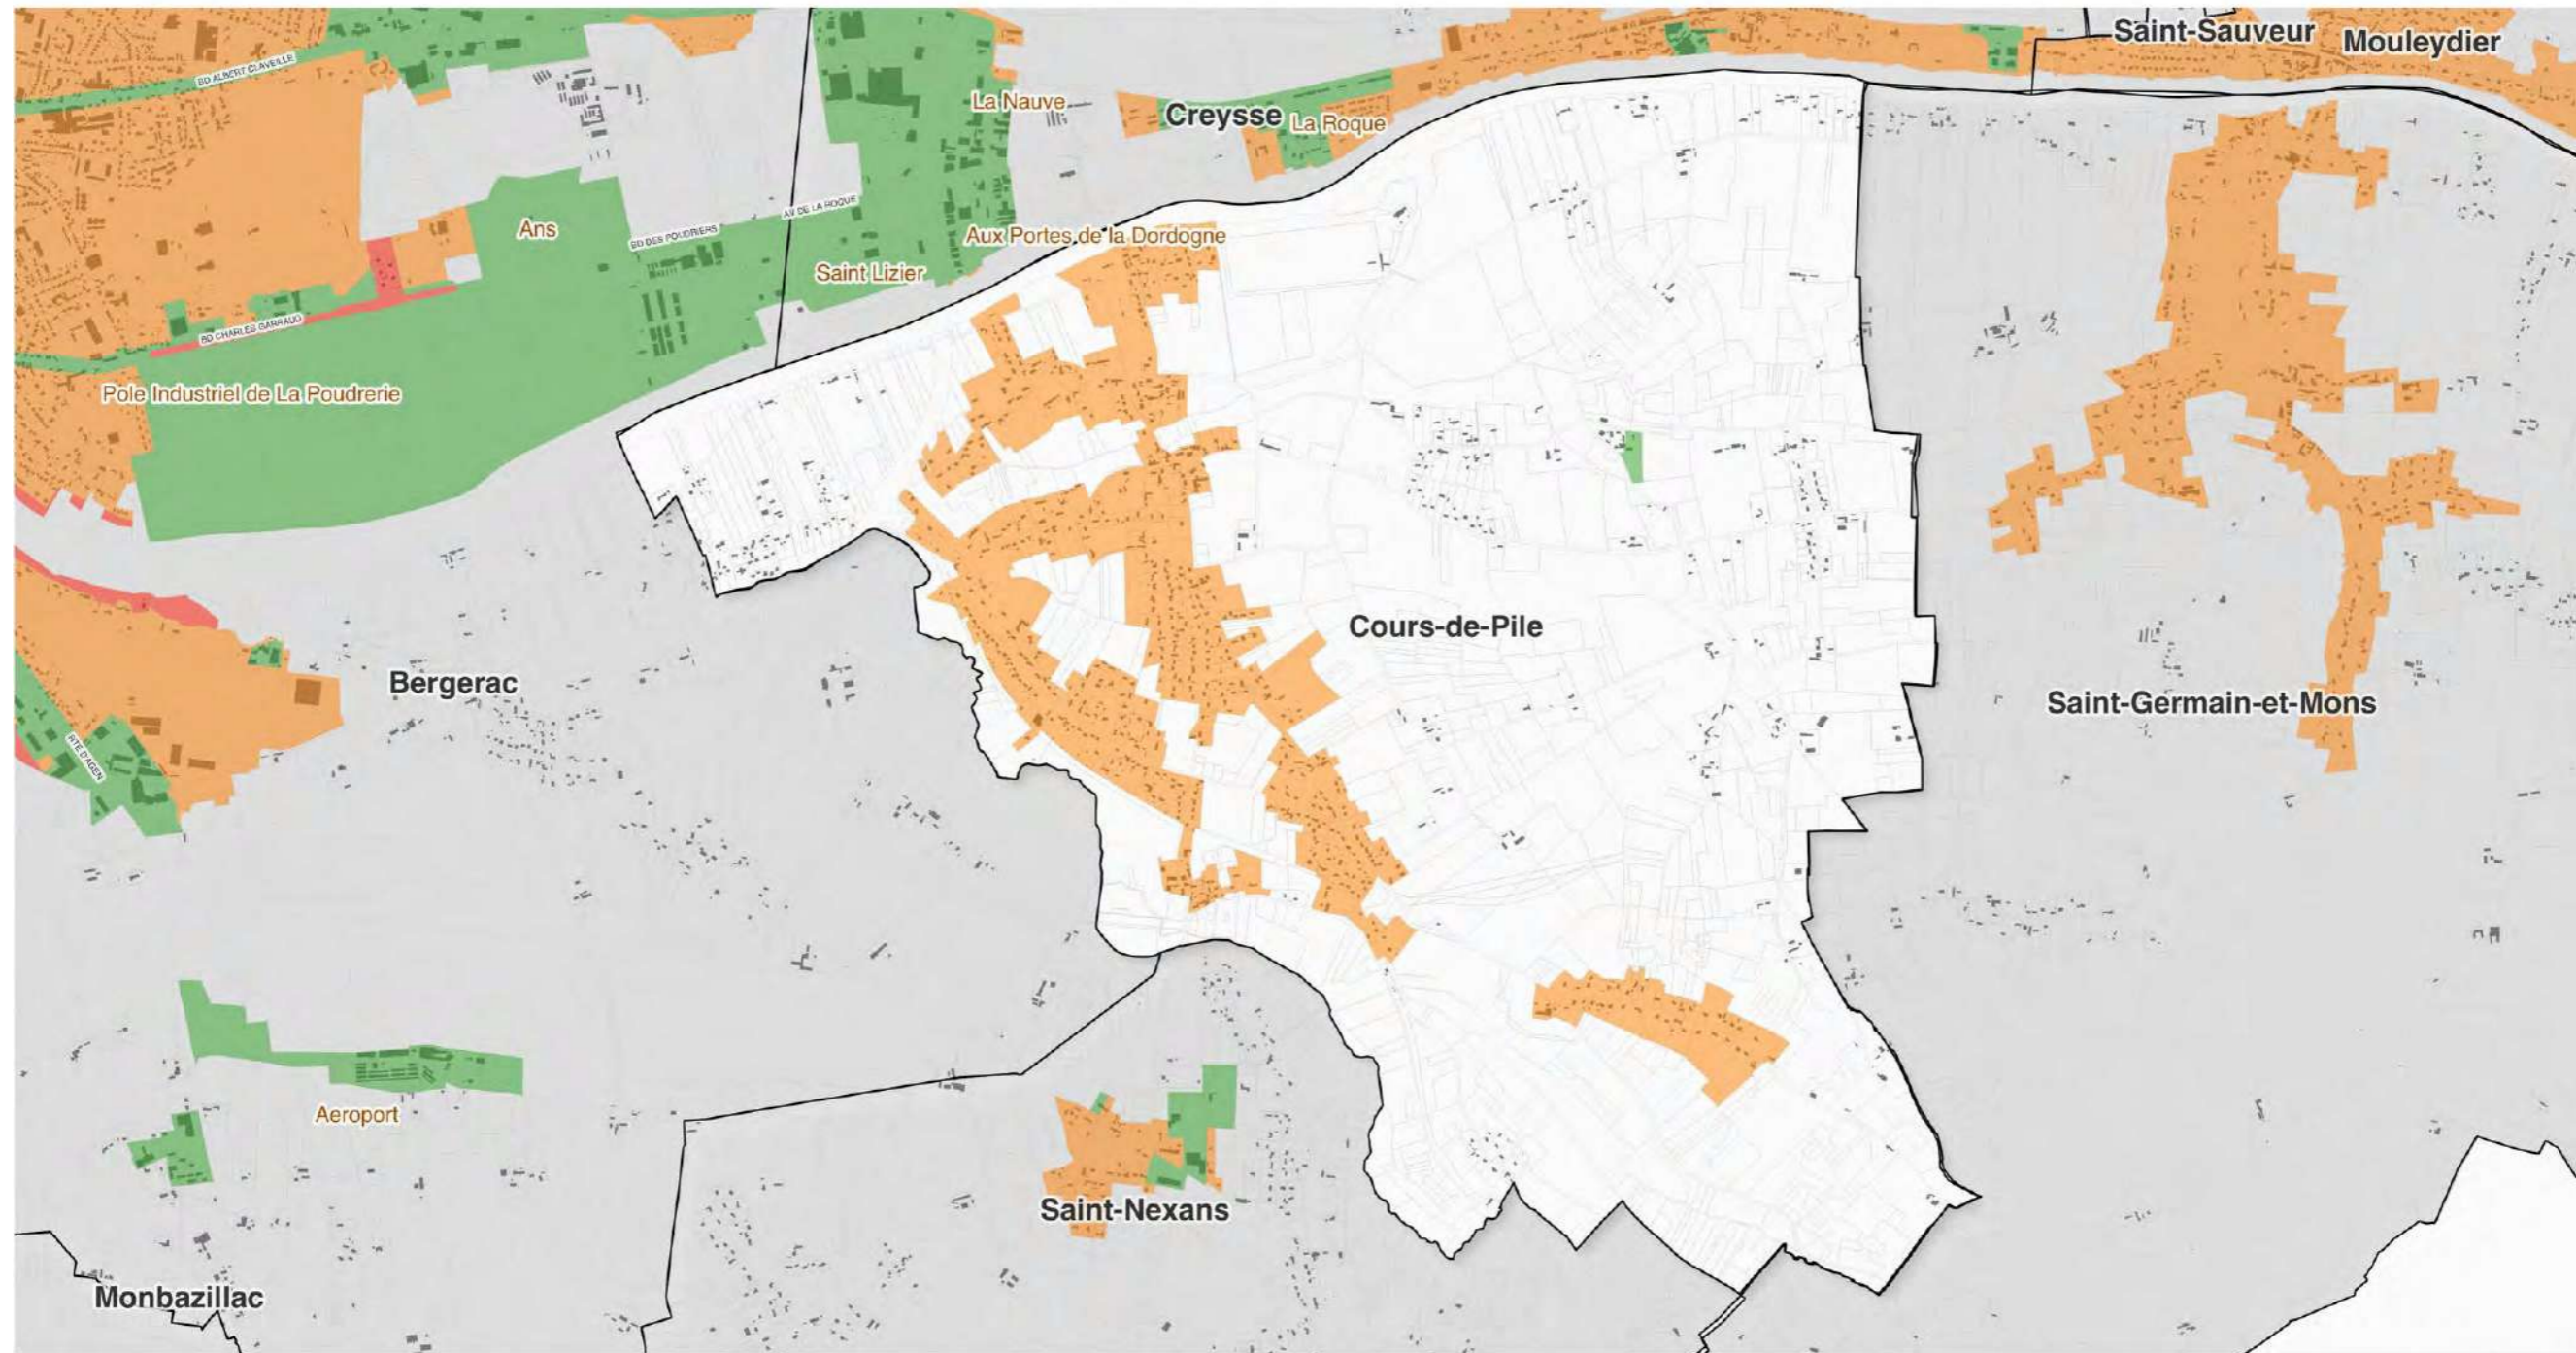 Saint-Sauveur
Mouleydier
BD ALBERT CLAVEILLE
La Nauve
Creysse
La Roque
AV DE LA ROQUE
Ans
BD DES POUDRIERS
Aux Portes de la Dordogne
Saint Lizier
BD CHARLES GARRAUD
Pole Industriel de La Poudrerie
Cours-de-Pile
Bergerac
Saint-Germain-et-Mons
RTE D'AGEN
Aeroport
Saint-Nexans
Monbazillac